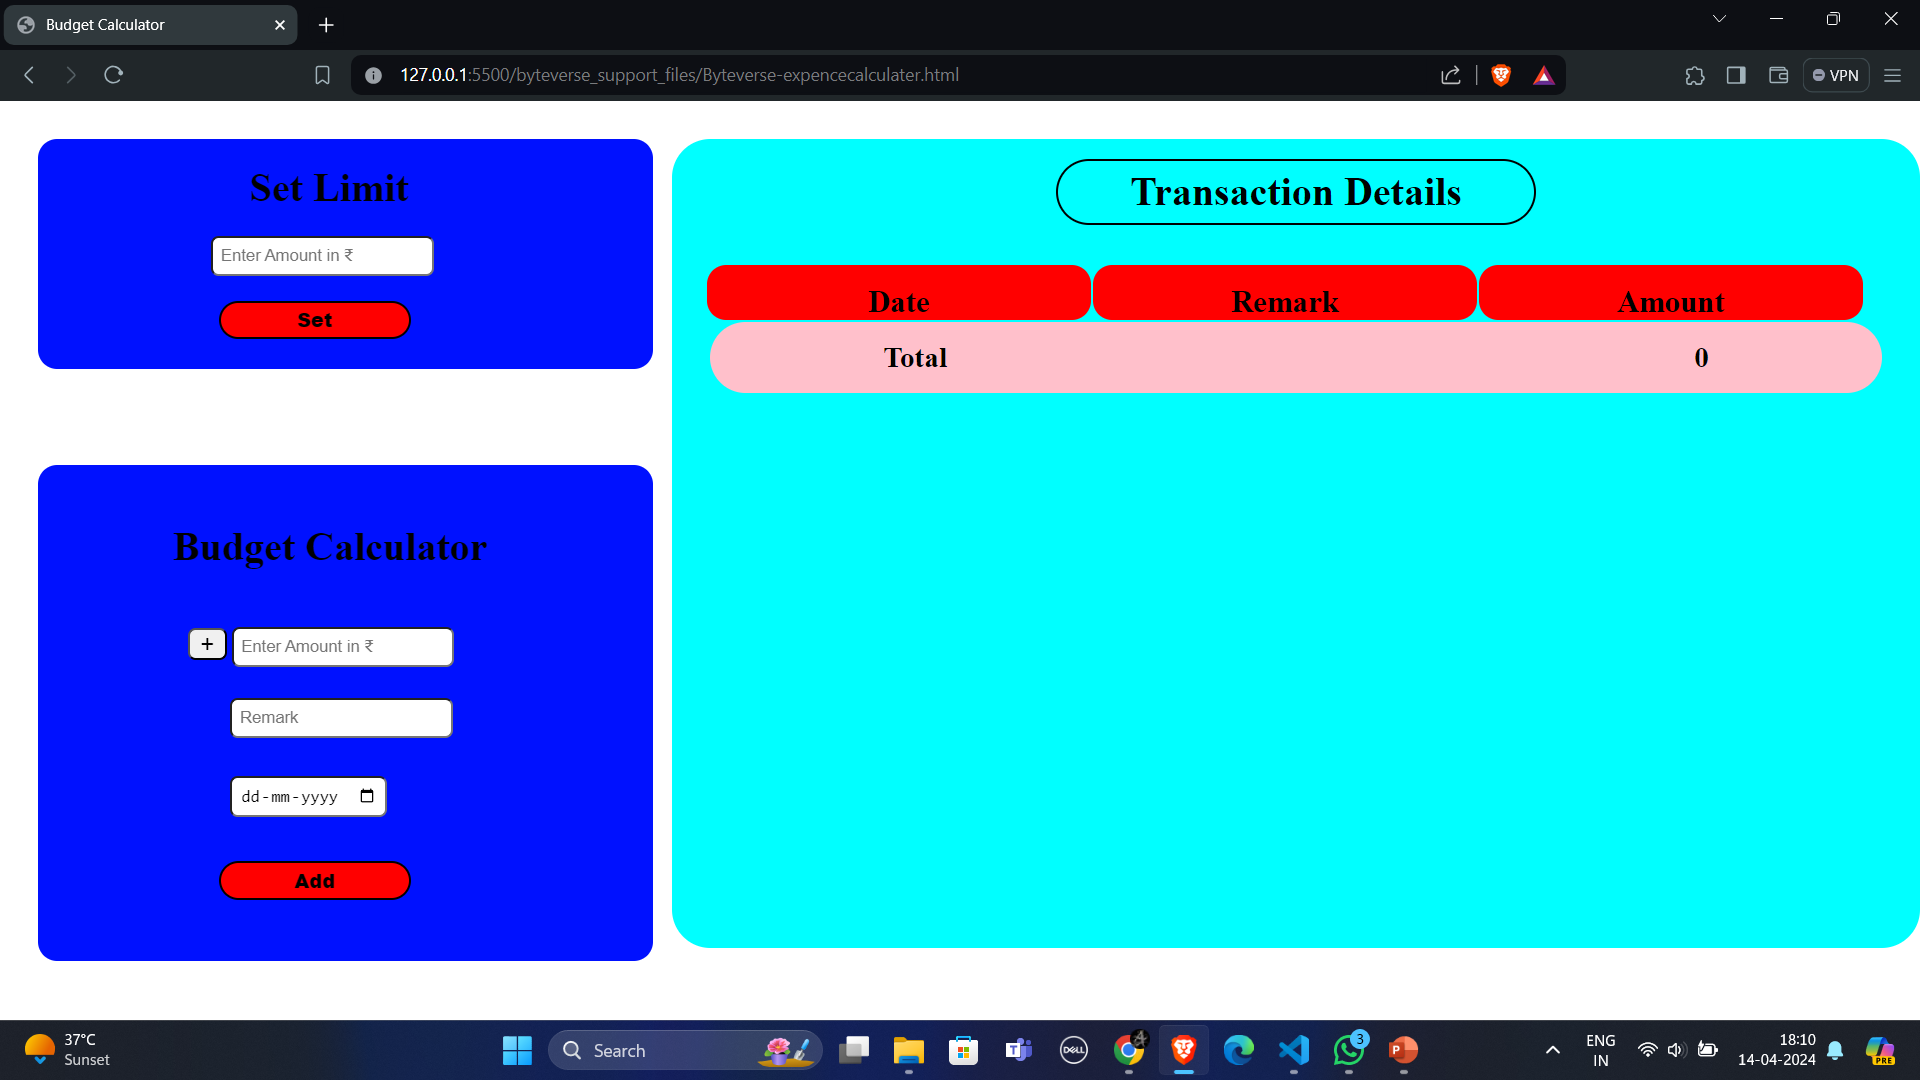 Budget Calculator
127.0.0.1:5500/byteverse_support_files/Byteverse-expencecalculater.html
VPN
Set Limit
Enter Amount in ₹
Set
Budget Calculator
+ Enter Amount in ₹
Remark
dd-mm-yyyy
Add
Transaction Details
Date Remark Amount
Total 0
37°C
Sunset
Search
T
DELL
3
P
ENG
IN
18:10
14-04-2024
PRE